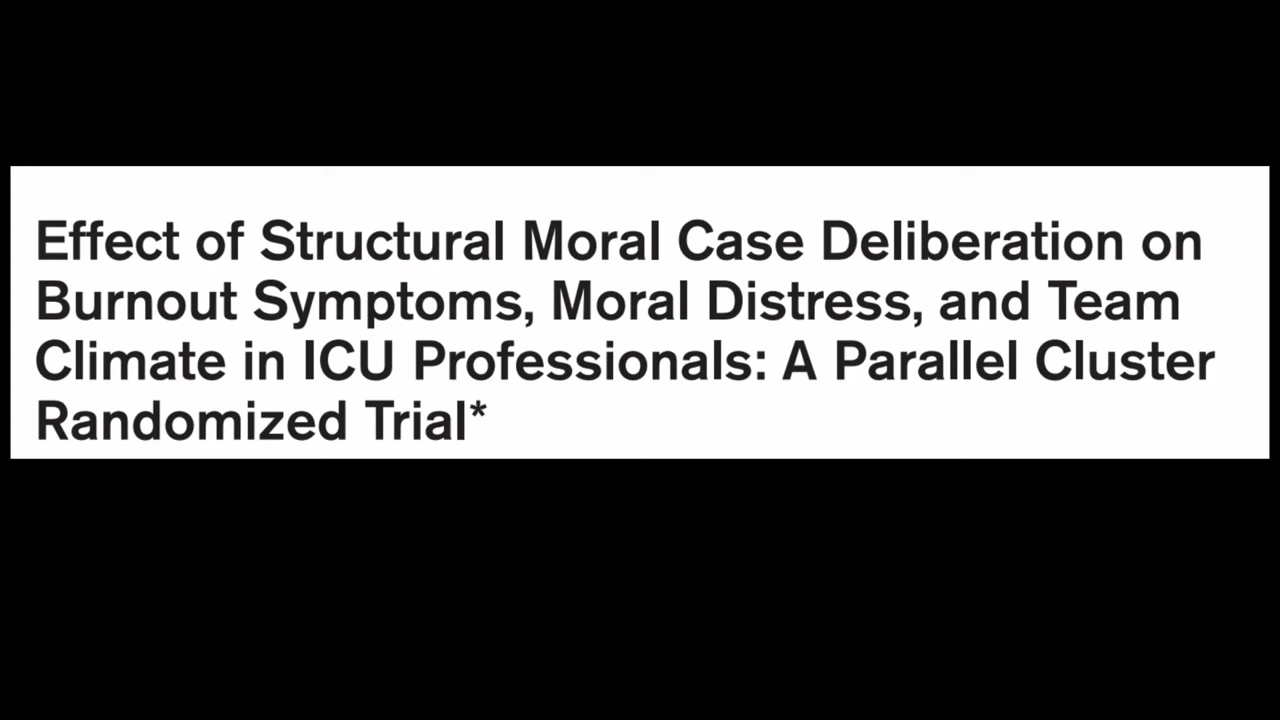 Effect of Structural Moral Case Deliberation on
Burnout Symptoms, Moral Distress, and Team
Climate in ICU Professionals: A Parallel Cluster
Randomized Trial*